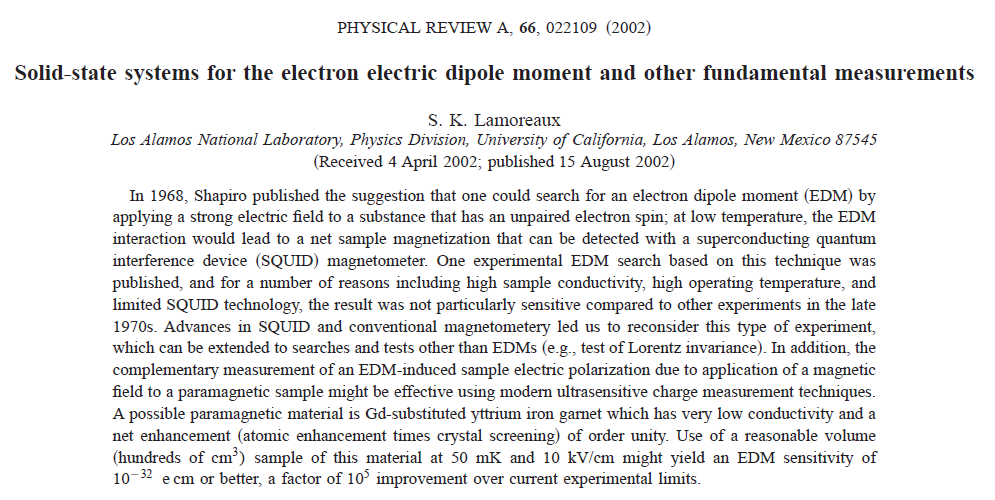 PHYSICAL REVIEW A, 66, 022109 (2002)
Solid-state systems for the electron electric dipole moment and other fundamental measurements
S. K. Lamoreaux
Los Alamos National Laboratory, Physics Division, University of California, Los Alamos, New Mexico 87545
(Received 4 April 2002; published 15 August 2002)
In 1968, Shapiro published the suggestion that one could search for an electron dipole moment (EDM) by
applying a strong electric field to a substance that has an unpaired electron spin; at low temperature, the EDM
interaction would lead to a net sample magnetization that can be detected with a superconducting quantum
interference device (SQUID) magnetometer. One experimental EDM search based on this technique was
published, and for a number of reasons including high sample conductivity, high operating temperature, and
limited SQUID technology, the result was not particularly sensitive compared to other experiments in the late
1970s. Advances in SQUID and conventional magnetometery led us to reconsider this type of experiment,
which can be extended to searches and tests other than EDMs (e.g., test of Lorentz invariance). In addition, the
complementary measurement of an EDM-induced sample electric polarization due to application of a magnetic
field to a paramagnetic sample might be effective using modern ultrasensitive charge measurement techniques.
A possible paramagnetic material is Gd-substituted yttrium iron garnet which has very low conductivity and a
net enhancement (atomic enhancement times crystal screening) of order unity. Use of a reasonable volume
(hundreds of cm³) sample of this material at 50 mK and 10 kV/cm might yield an EDM sensitivity of
10⁻³² e cm or better, a factor of 10⁵ improvement over current experimental limits.